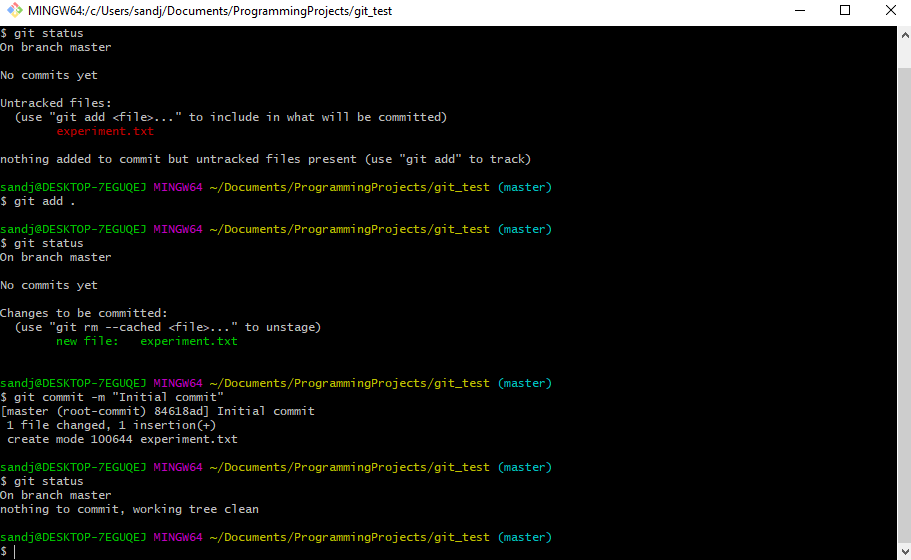 MINGW64:/c/Users/sandj/Documents/ProgrammingProjects/git_test
$ git status
On branch master
No commits yet
Untracked files:
  (use "git add <file>..." to include in what will be committed)
        experiment.txt
nothing added to commit but untracked files present (use "git add" to track)
sandj@DESKTOP-7EGUQEJ MINGW64 ~/Documents/ProgrammingProjects/git_test (master)
$ git add .
sandj@DESKTOP-7EGUQEJ MINGW64 ~/Documents/ProgrammingProjects/git_test (master)
$ git status
On branch master
No commits yet
Changes to be committed:
  (use "git rm --cached <file>..." to unstage)
        new file:   experiment.txt
sandj@DESKTOP-7EGUQEJ MINGW64 ~/Documents/ProgrammingProjects/git_test (master)
$ git commit -m "Initial commit"
[master (root-commit) 84618ad] Initial commit
 1 file changed, 1 insertion(+)
 create mode 100644 experiment.txt
sandj@DESKTOP-7EGUQEJ MINGW64 ~/Documents/ProgrammingProjects/git_test (master)
$ git status
On branch master
nothing to commit, working tree clean
sandj@DESKTOP-7EGUQEJ MINGW64 ~/Documents/ProgrammingProjects/git_test (master)
$